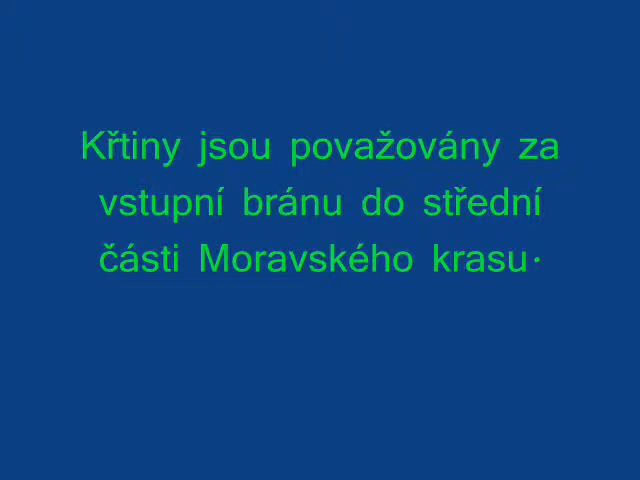 Křtiny jsou považovány za
vstupní bránu do střední
části Moravského krasu.